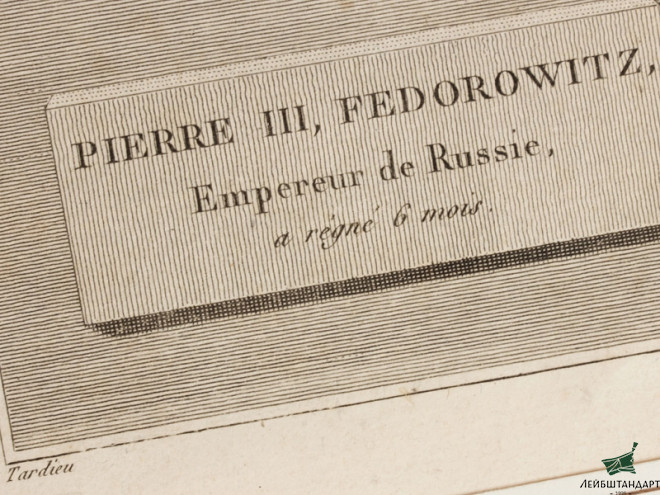 PIERRE III, FEDOROWITZ,
Empereur de Russie,
a régné 6 mois.
Tardieu
ЛЕЙБШТАНДАРТ